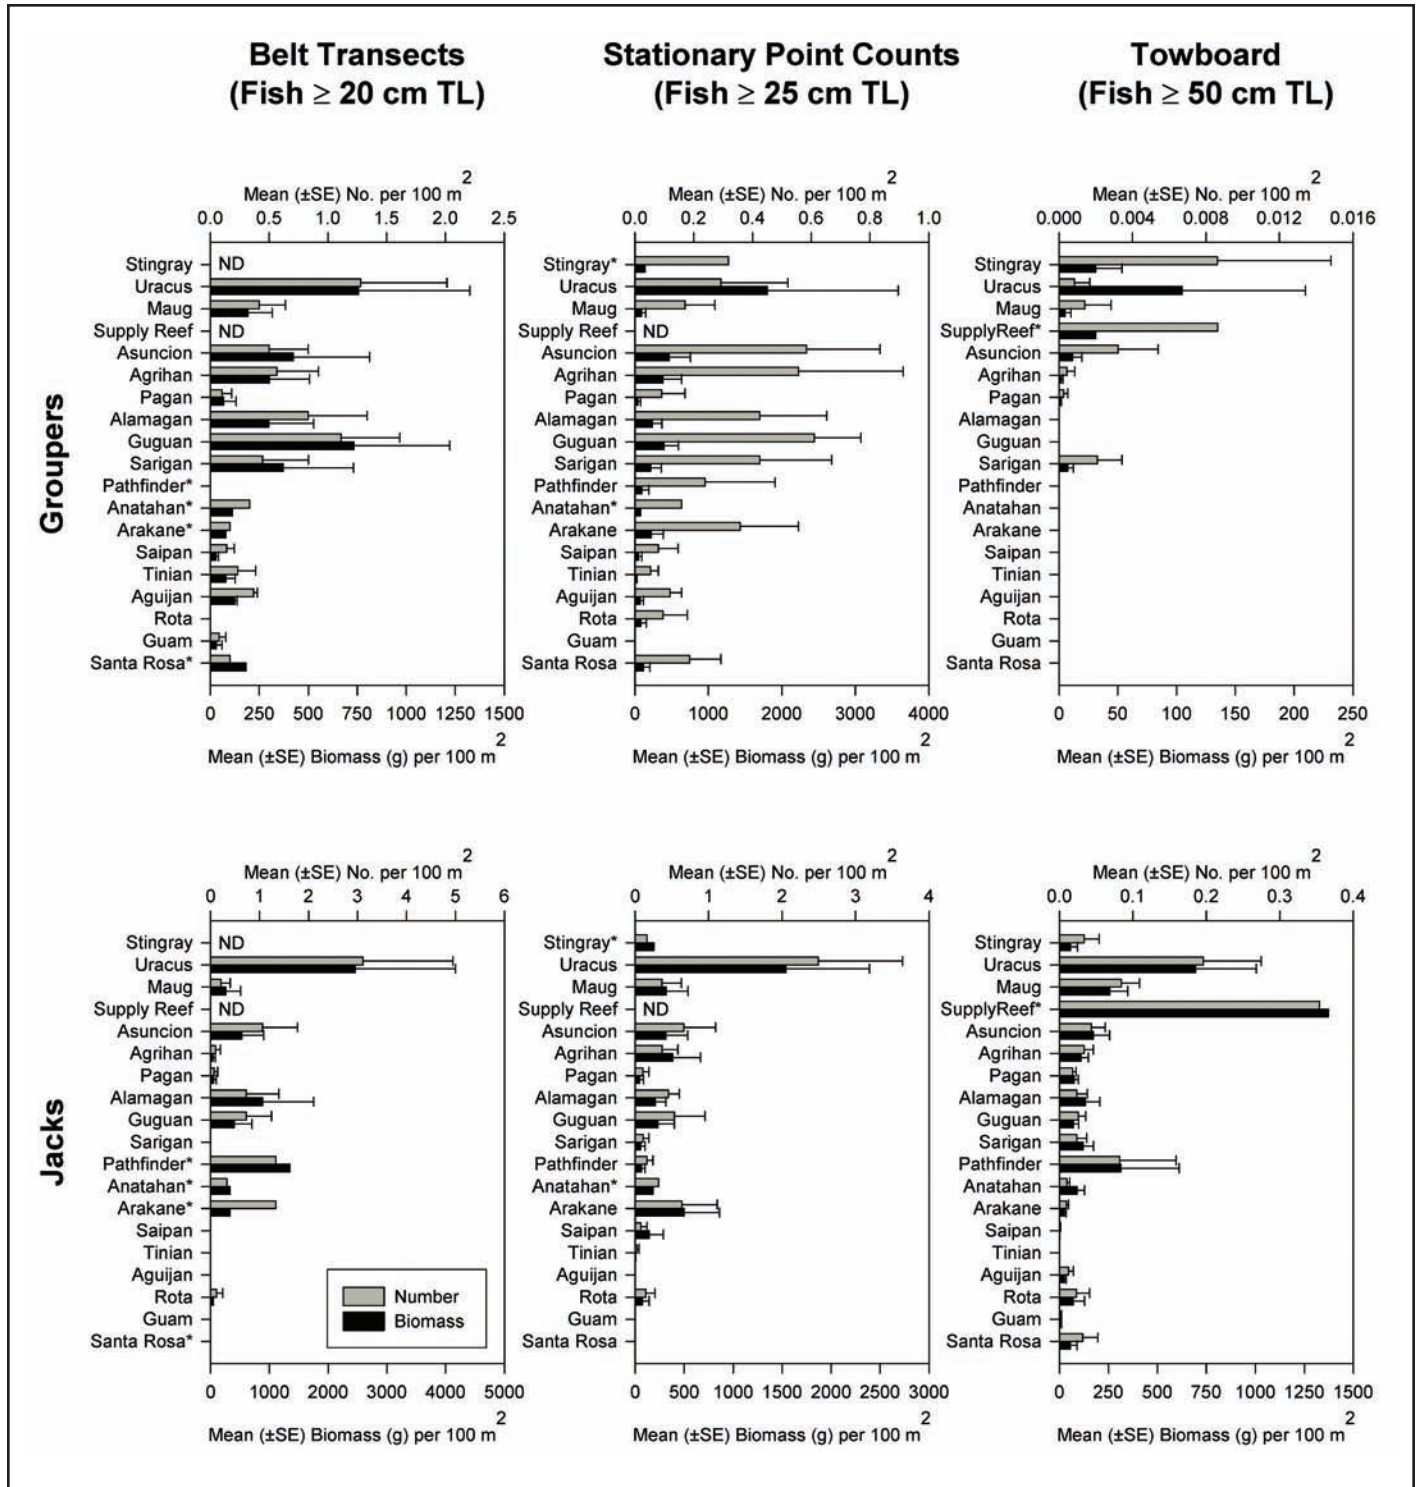 Belt Transects
(Fish ≥ 20 cm TL)
Stationary Point Counts
(Fish ≥ 25 cm TL)
Towboard
(Fish ≥ 50 cm TL)
Groupers
Mean (±SE) No. per 100 m2
0.0 0.5 1.0 1.5 2.0 2.5
Stingray ND
Uracus
Maug
Supply Reef ND
Asuncion
Agrihan
Pagan
Alamagan
Guguan
Sarigan
Pathfinder*
Anatahan*
Arakane*
Saipan
Tinian
Aguijan
Rota
Guam
Santa Rosa*
0 250 500 750 1000 1250 1500
Mean (±SE) Biomass (g) per 100 m2
Mean (±SE) No. per 100 m2
0.0 0.2 0.4 0.6 0.8 1.0
Stingray*
Uracus
Maug
Supply Reef ND
Asuncion
Agrihan
Pagan
Alamagan
Guguan
Sarigan
Pathfinder
Anatahan*
Arakane
Saipan
Tinian
Aguijan
Rota
Guam
Santa Rosa
0 1000 2000 3000 4000
Mean (±SE) Biomass (g) per 100 m2
Mean (±SE) No. per 100 m2
0.000 0.004 0.008 0.012 0.016
Stingray
Uracus
Maug
SupplyReef*
Asuncion
Agrihan
Pagan
Alamagan
Guguan
Sarigan
Pathfinder
Anatahan
Arakane
Saipan
Tinian
Aguijan
Rota
Guam
Santa Rosa
0 50 100 150 200 250
Mean (±SE) Biomass (g) per 100 m2
Jacks
Mean (±SE) No. per 100 m2
0 1 2 3 4 5 6
Stingray ND
Uracus
Maug
Supply Reef ND
Asuncion
Agrihan
Pagan
Alamagan
Guguan
Sarigan
Pathfinder*
Anatahan*
Arakane*
Saipan
Tinian
Aguijan
Rota
Guam
Santa Rosa*
Number
Biomass
0 1000 2000 3000 4000 5000
Mean (±SE) Biomass (g) per 100 m2
Mean (±SE) No. per 100 m2
0 1 2 3 4
Stingray*
Uracus
Maug
Supply Reef ND
Asuncion
Agrihan
Pagan
Alamagan
Guguan
Sarigan
Pathfinder
Anatahan*
Arakane
Saipan
Tinian
Aguijan
Rota
Guam
Santa Rosa
0 500 1000 1500 2000 2500 3000
Mean (±SE) Biomass (g) per 100 m2
Mean (±SE) No. per 100 m2
0.0 0.1 0.2 0.3 0.4
Stingray
Uracus
Maug
SupplyReef*
Asuncion
Agrihan
Pagan
Alamagan
Guguan
Sarigan
Pathfinder
Anatahan
Arakane
Saipan
Tinian
Aguijan
Rota
Guam
Santa Rosa
0 250 500 750 1000 1250 1500
Mean (±SE) Biomass (g) per 100 m2